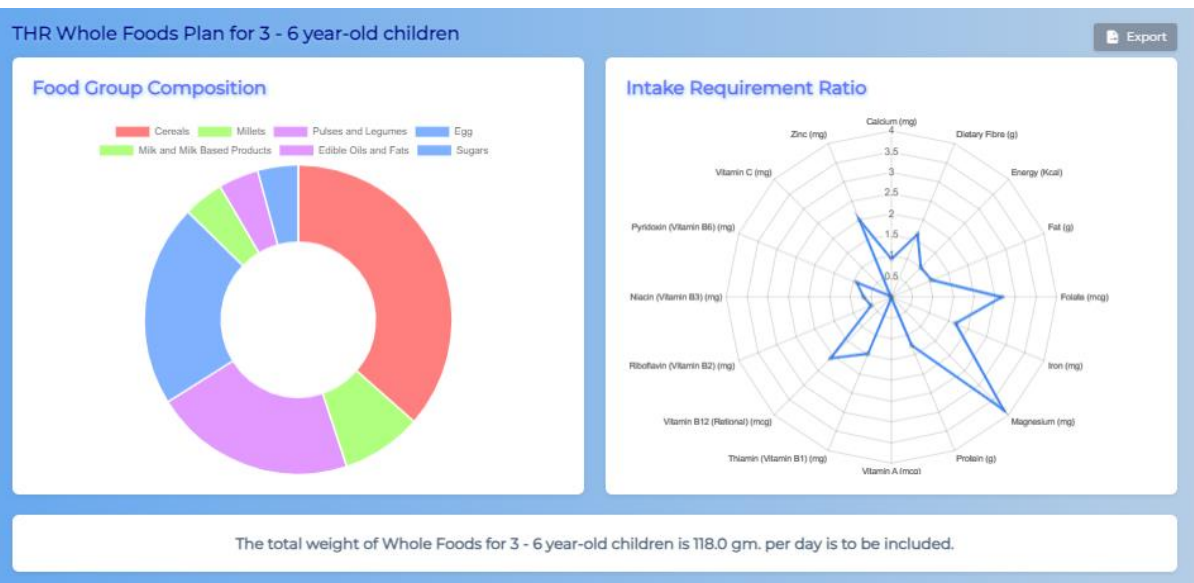 THR Whole Foods Plan for 3 - 6 year-old children
Export
Food Group Composition
Cereals Millets Pulses and Legumes Egg
Milk and Milk Based Products Edible Oils and Fats Sugars
Intake Requirement Ratio
Calcium (mg)
Zinc (mg) Dietary Fibre (g)
Vitamin C (mg) Energy (Kcal)
Pyridoxin (Vitamin B6) (mg) Fat (g)
Niacin (Vitamin B3) (mg) Folate (mcg)
Riboflavin (Vitamin B2) (mg) Iron (mg)
Vitamin B12 (Retional) (mcg) Magnesium (mg)
Thiamin (Vitamin B1) (mg) Protein (g)
Vitamin A (mcg)
4
3.5
3
2.5
2
1.5
1
0.5
The total weight of Whole Foods for 3 - 6 year-old children is 118.0 gm. per day is to be included.